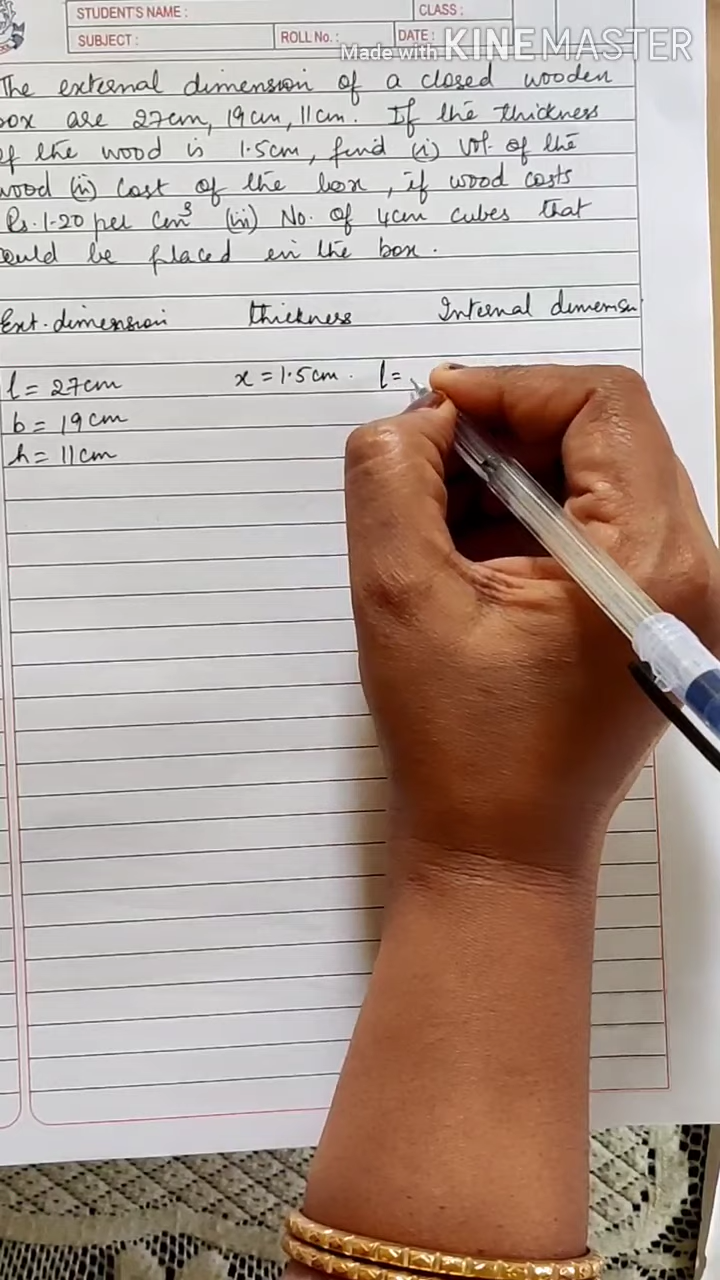 STUDENT'S NAME :
CLASS :
SUBJECT :
ROLL No. :
DATE :
Made with KINEMASTER
The external dimension of a closed wooden
box are 27cm, 19cm, 11cm. If the thickness
of the wood is 1.5cm, find (i) Vol. of the
wood (ii) Cost of the box, if wood costs
Rs. 1.20 per cm³ (iii) No. of 4cm cubes that
could be placed in the box.
Ext. dimension thickness Internal dimension
l = 27cm x = 1.5cm. l =
b = 19cm
h = 11cm